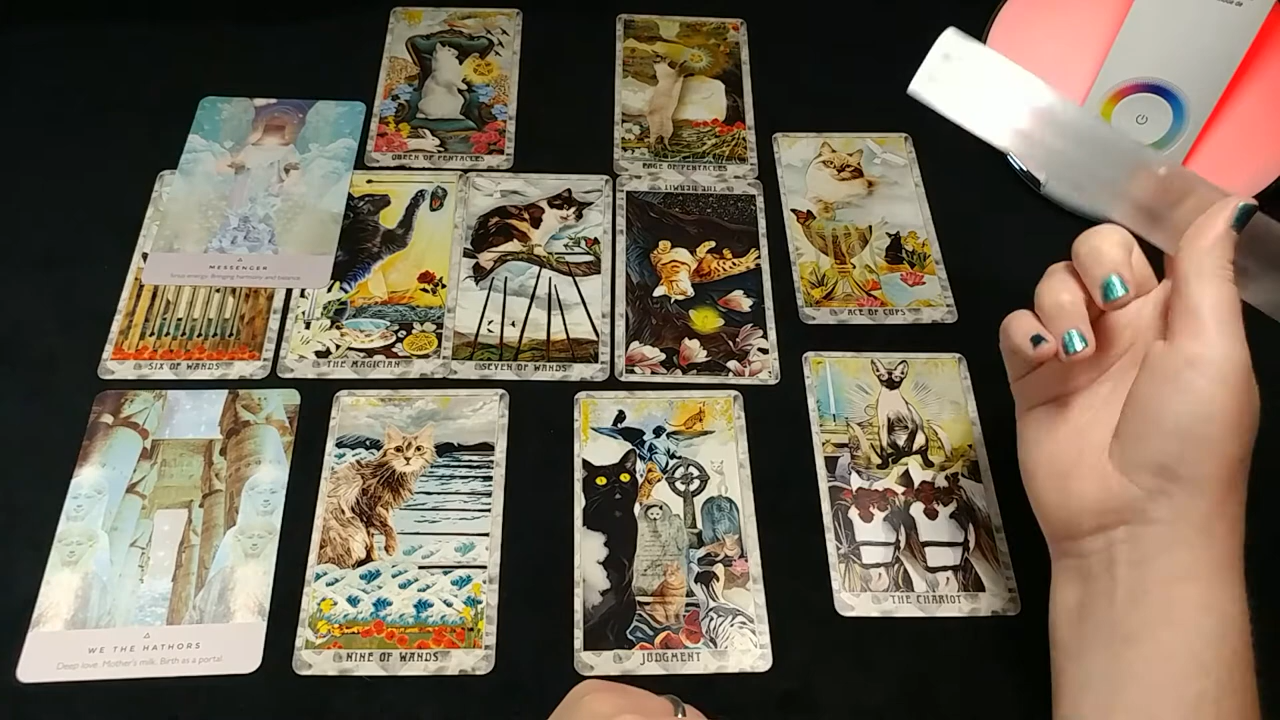 QUEEN OF PENTACLES
PAGE OF PENTACLES
THE HERMIT
MESSENGER
energy. Bringing harmony and balance.
ACE OF CUPS
SIX OF WANDS
THE MAGICIAN
SEVEN OF WANDS
WE THE HATHORS
Deep love. Mother's milk. Birth as a portal.
NINE OF WANDS
JUDGMENT
THE CHARIOT